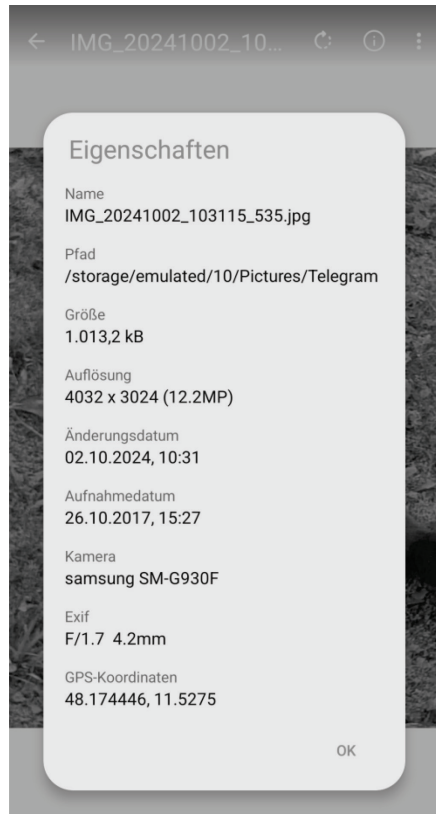 IMG_20241002_10...
Eigenschaften
Name
IMG_20241002_103115_535.jpg
Pfad
/storage/emulated/10/Pictures/Telegram
Größe
1.013,2 kB
Auflösung
4032 x 3024 (12.2MP)
Änderungsdatum
02.10.2024, 10:31
Aufnahmedatum
26.10.2017, 15:27
Kamera
samsung SM-G930F
Exif
F/1.7 4.2mm
GPS-Koordinaten
48.174446, 11.5275
OK